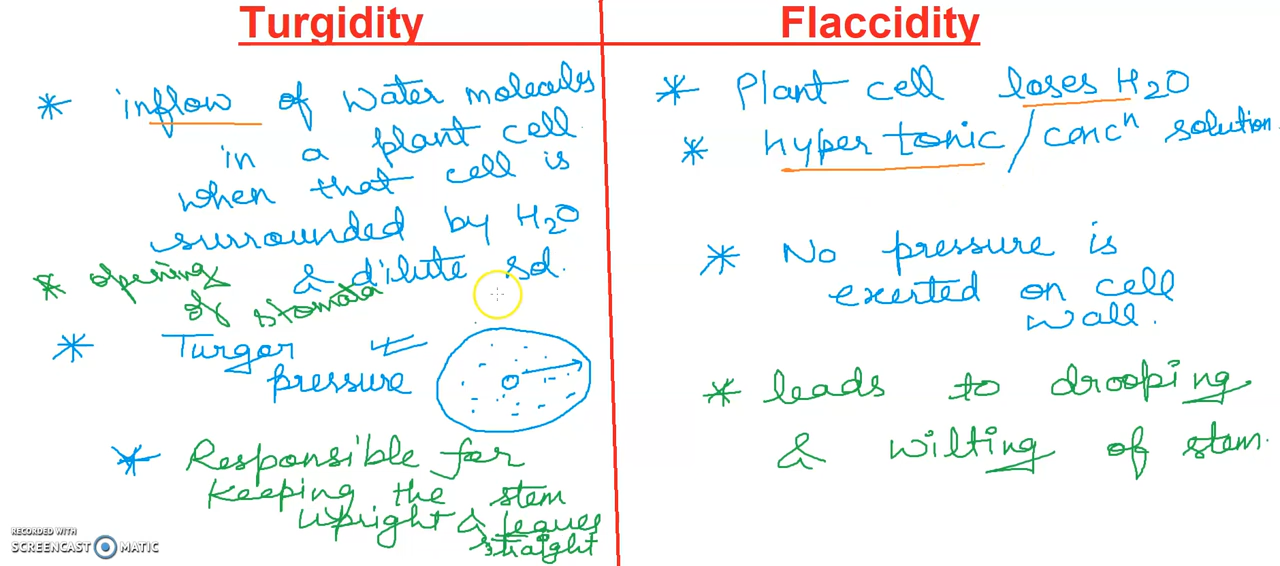 Turgidity
* inflow of Water molecules
in a plant cell
when that cell is
surrounded by H2O
& dilute sol.
* opening
of stomata
* Turgor
pressure
* Responsible for
keeping the stem
upright & leaves
straight
Flaccidity
* Plant cell loses H2O
* hyper tonic / concn solution.
* No pressure is
exerted on cell
wall.
* leads to drooping
& wilting of stem.
RECORDED WITH
SCREENCAST MATIC